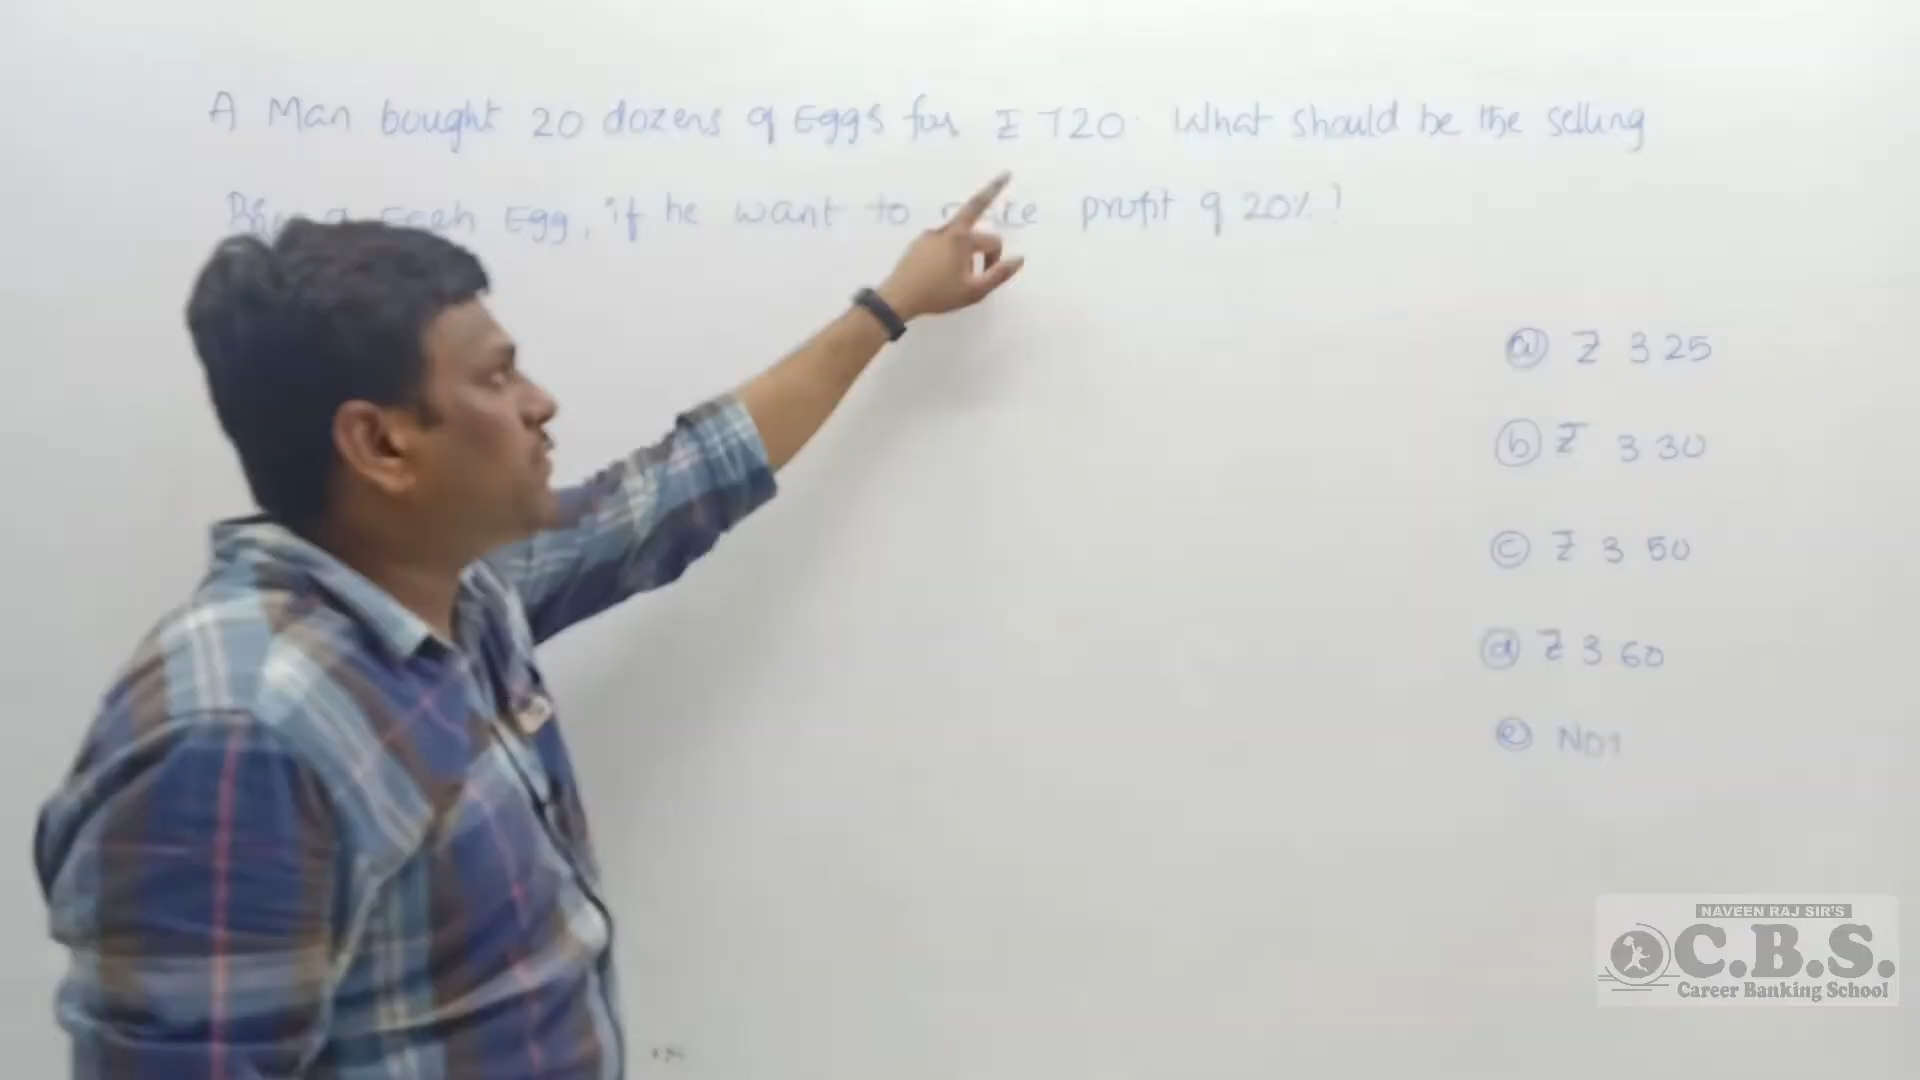 A Man bought 20 dozens of Eggs for ₹ 720. What should be the selling
Egg, if he want to profit of 20%?
(a) ₹ 3 25
(b) ₹ 3 30
(c) ₹ 3 50
(d) ₹ 3 60
(e) NOT
NAVEEN RAJ SIR'S
C.B.S.
Career Banking School